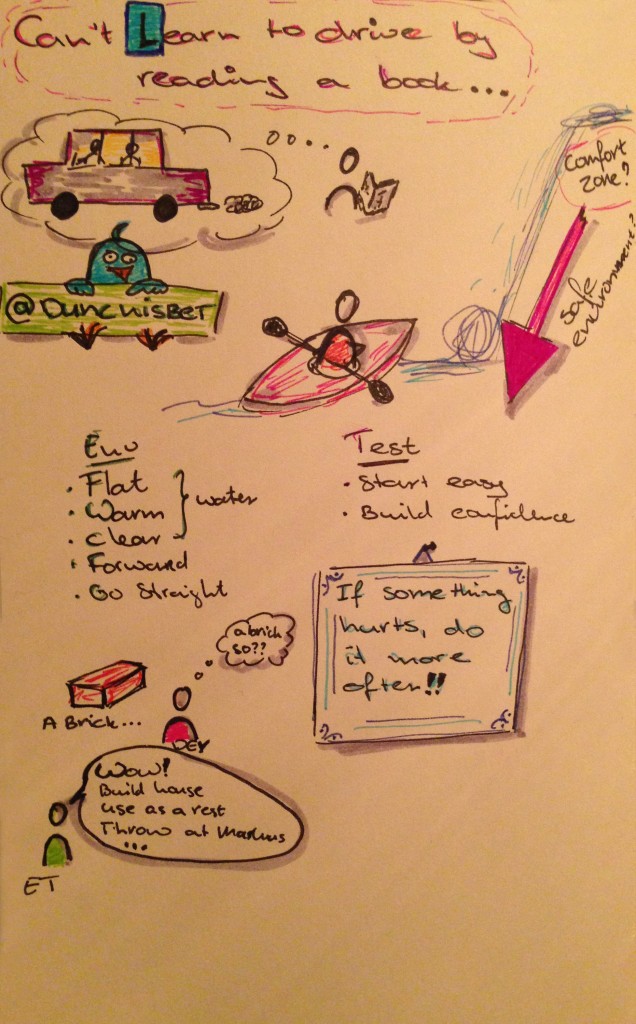 Can't Learn to drive by
reading a book...
Comfort
zone?
safe
environment?
@DuncNisbet
Env
· Flat
· Warm
· Clear
} water
· Forward
· Go Straight
Test
· Start easy
· Build confidence
If something
hurts, do
it more
often!!
a brick
so??
A Brick...
DEV
Wow!
Build house
use as a rest
Throw at Markus
...
ET